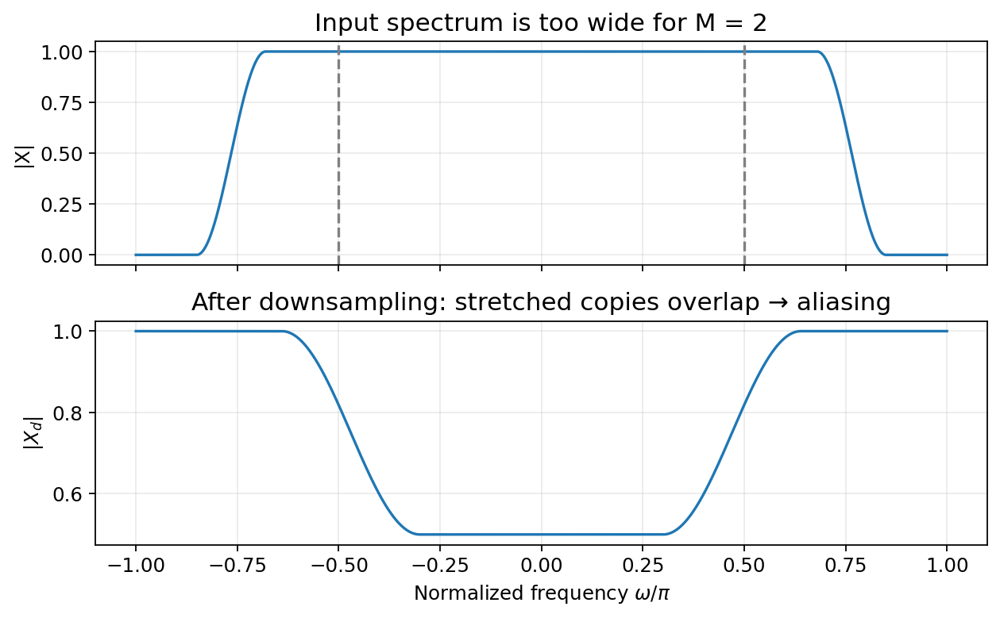 Input spectrum is too wide for M = 2
1.00
0.75
0.50
0.25
0.00
|X|
After downsampling: stretched copies overlap → aliasing
1.0
0.8
0.6
|X_d|
−1.00 −0.75 −0.50 −0.25 0.00 0.25 0.50 0.75 1.00
Normalized frequency ω/π